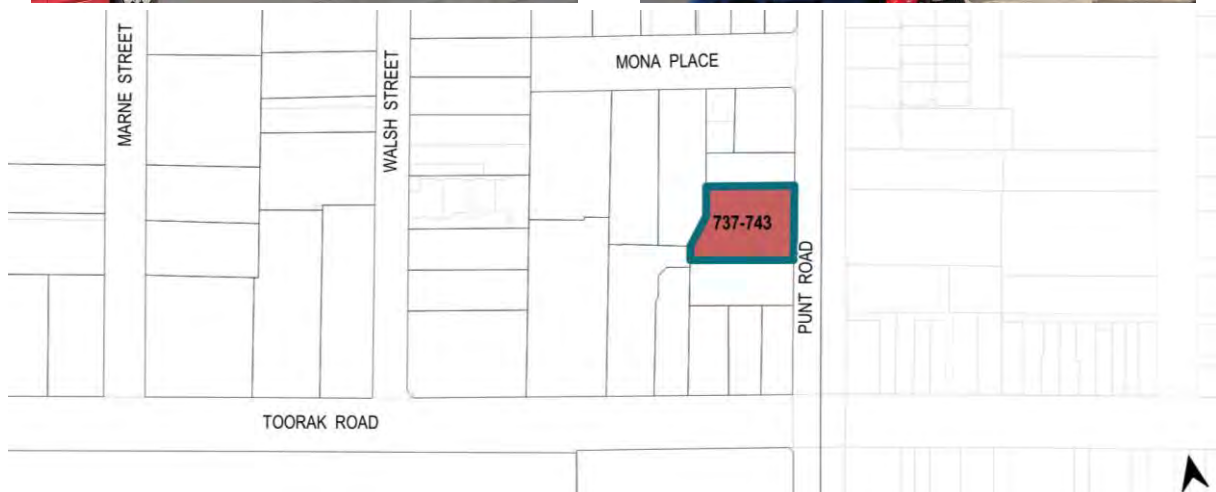 MARNE STREET
WALSH STREET
MONA PLACE
737-743
PUNT ROAD
TOORAK ROAD